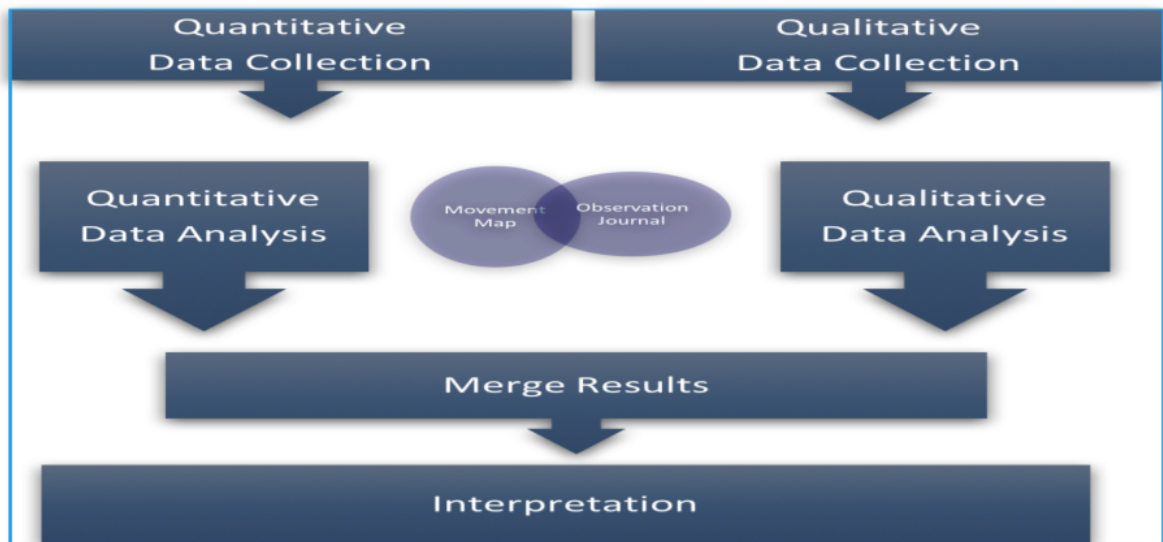 Quantitative
Data Collection
Qualitative
Data Collection
Quantitative
Data Analysis
Movement
Map
Observation
Journal
Qualitative
Data Analysis
Merge Results
Interpretation